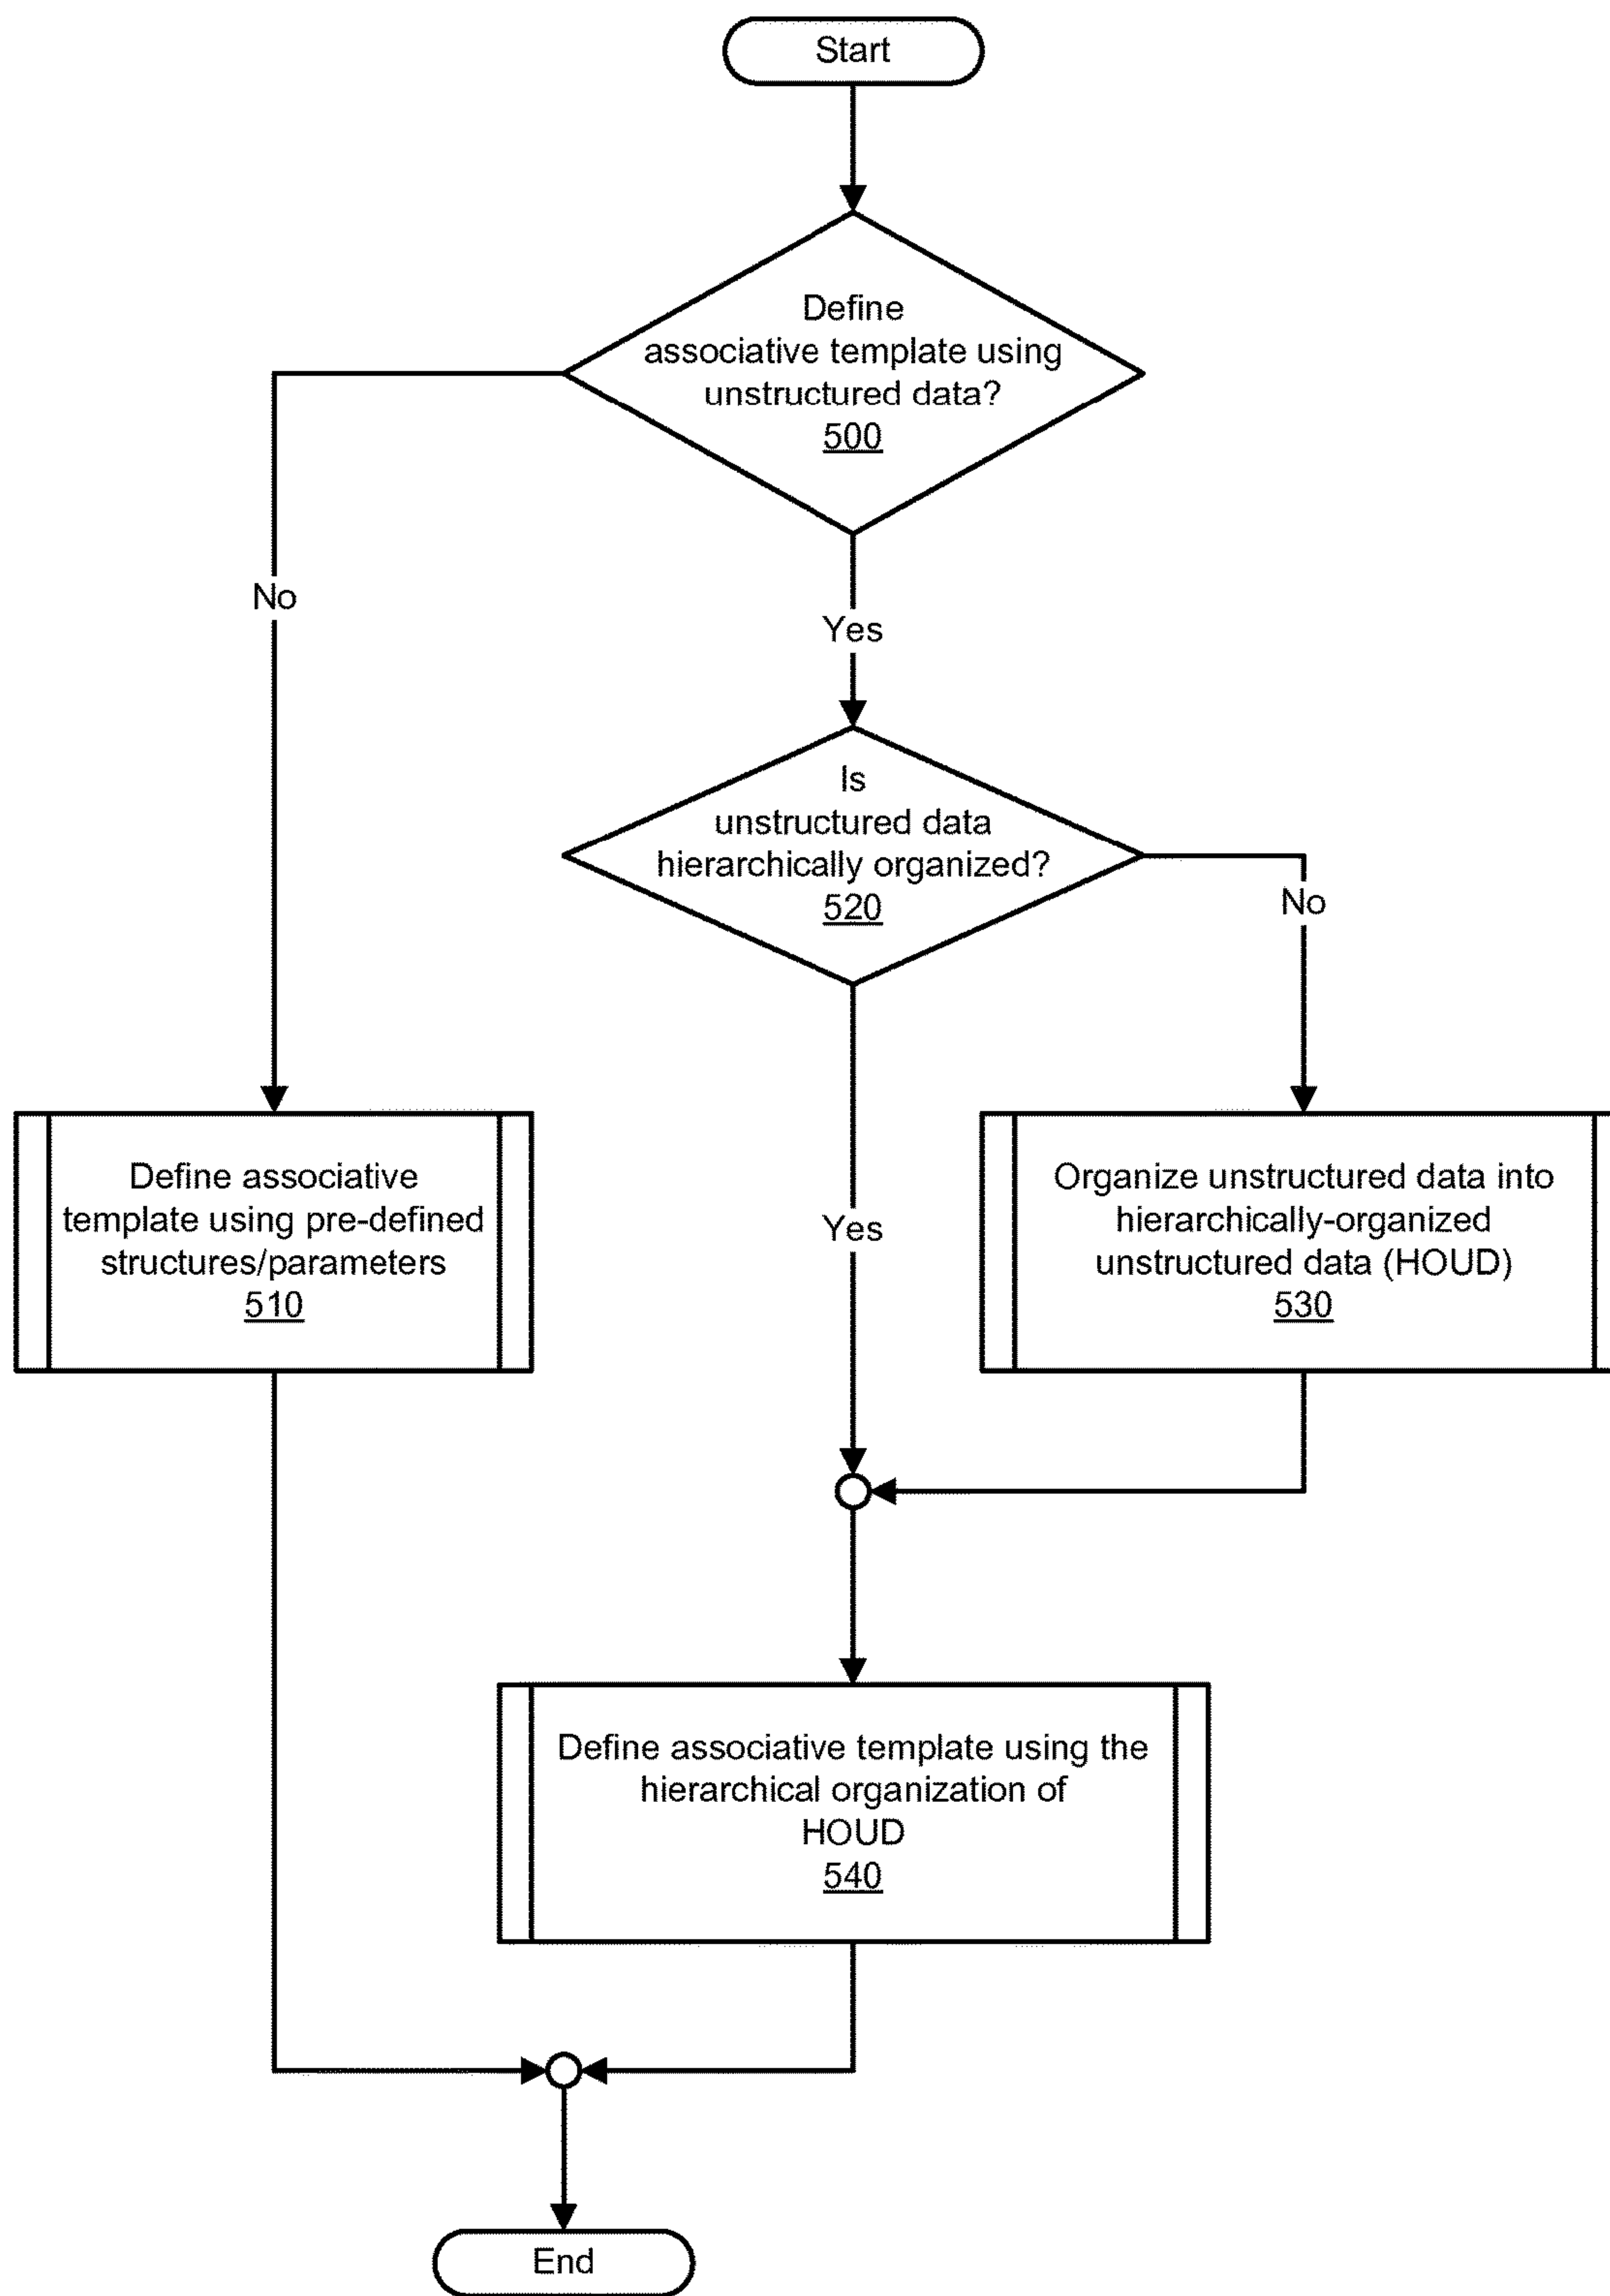 Start
Define
associative template using
unstructured data?
500
No
Yes
Is
unstructured data
hierarchically organized?
520
No
Define associative
template using pre-defined
structures/parameters
510
Yes
Organize unstructured data into
hierarchically-organized
unstructured data (HOUD)
530
Define associative template using the
hierarchical organization of
HOUD
540
End